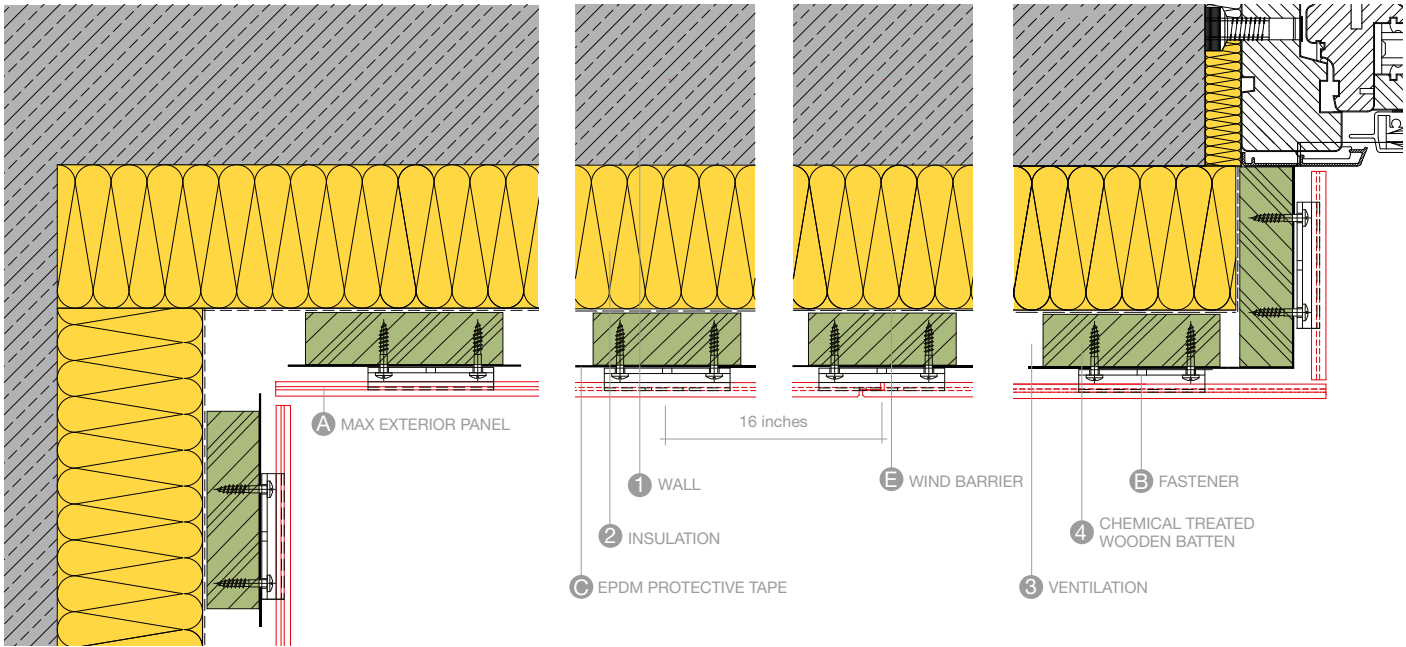 A MAX EXTERIOR PANEL
16 inches
1 WALL
E WIND BARRIER
B FASTENER
2 INSULATION
4 CHEMICAL TREATED
WOODEN BATTEN
C EPDM PROTECTIVE TAPE
3 VENTILATION